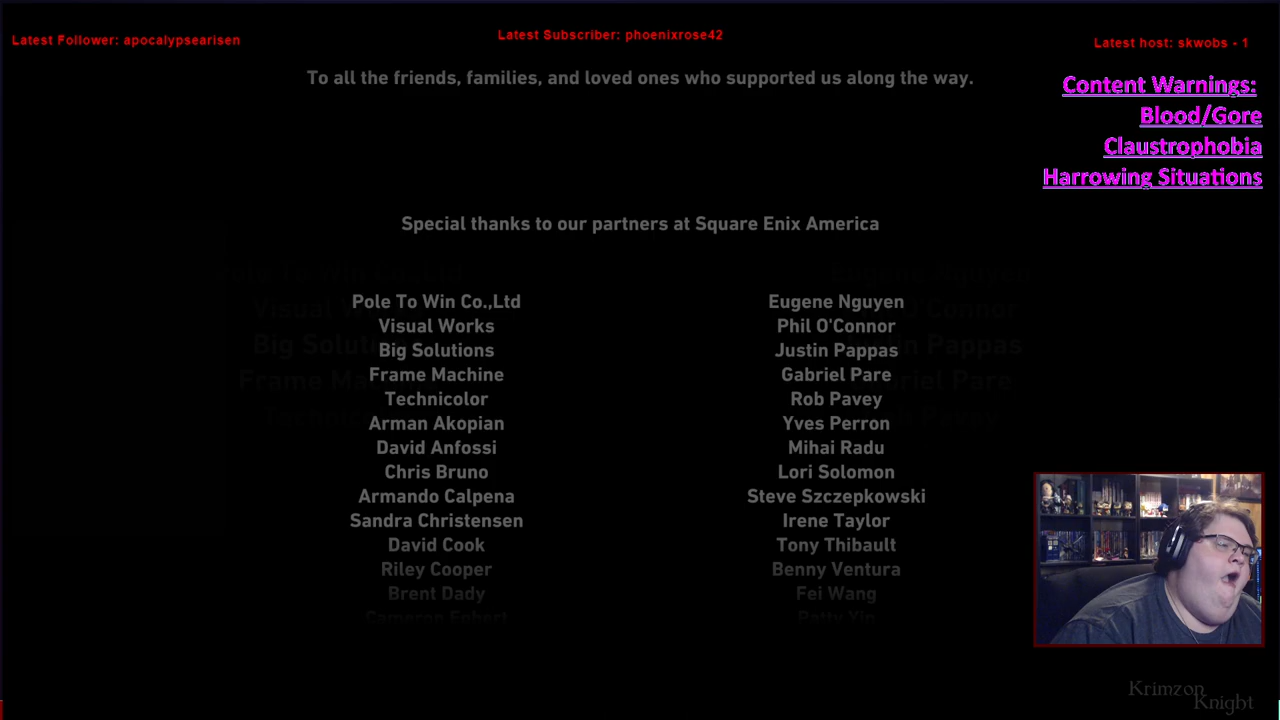 Latest Follower: apocalypsearisen
Latest Subscriber: phoenixrose42
Latest host: skwobs - 1
Content Warnings:
Blood/Gore
Claustrophobia
Harrowing Situations
To all the friends, families, and loved ones who supported us along the way.
Special thanks to our partners at Square Enix America
Pole To Win Co.,Ltd
Visual Works
Big Solutions
Frame Machine
Technicolor
Arman Akopian
David Anfossi
Chris Bruno
Armando Calpena
Sandra Christensen
David Cook
Riley Cooper
Brent Dady
Cameron
Eugene Nguyen
Phil O'Connor
Justin Pappas
Gabriel Pare
Rob Pavey
Yves Perron
Mihai Radu
Lori Solomon
Steve Szczepkowski
Irene Taylor
Tony Thibault
Benny Ventura
Fei Wang
Patty Yin
Krimzon
Knight